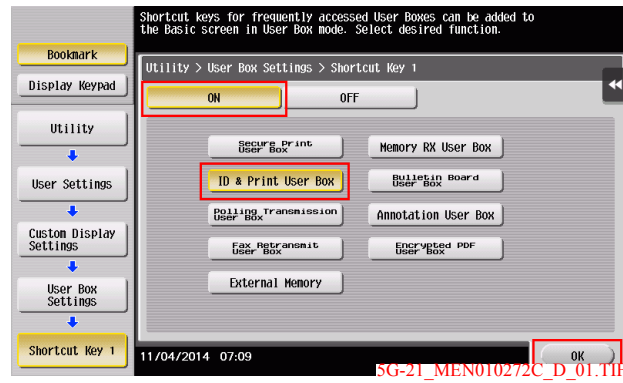 Shortcut keys for frequently accessed User Boxes can be added to
the Basic screen in User Box mode. Select desired function.
Bookmark
Display Keypad
Utility
User Settings
Custom Display
Settings
User Box
Settings
Shortcut Key 1
Utility > User Box Settings > Shortcut Key 1
ON
OFF
Secure Print
User Box
Memory RX User Box
ID & Print User Box
Bulletin Board
User Box
Polling Transmission
User Box
Annotation User Box
Fax Retransmit
User Box
Encrypted PDF
User Box
External Memory
11/04/2014 07:09
OK
5G-21_MEN010272C_D_01.TIF